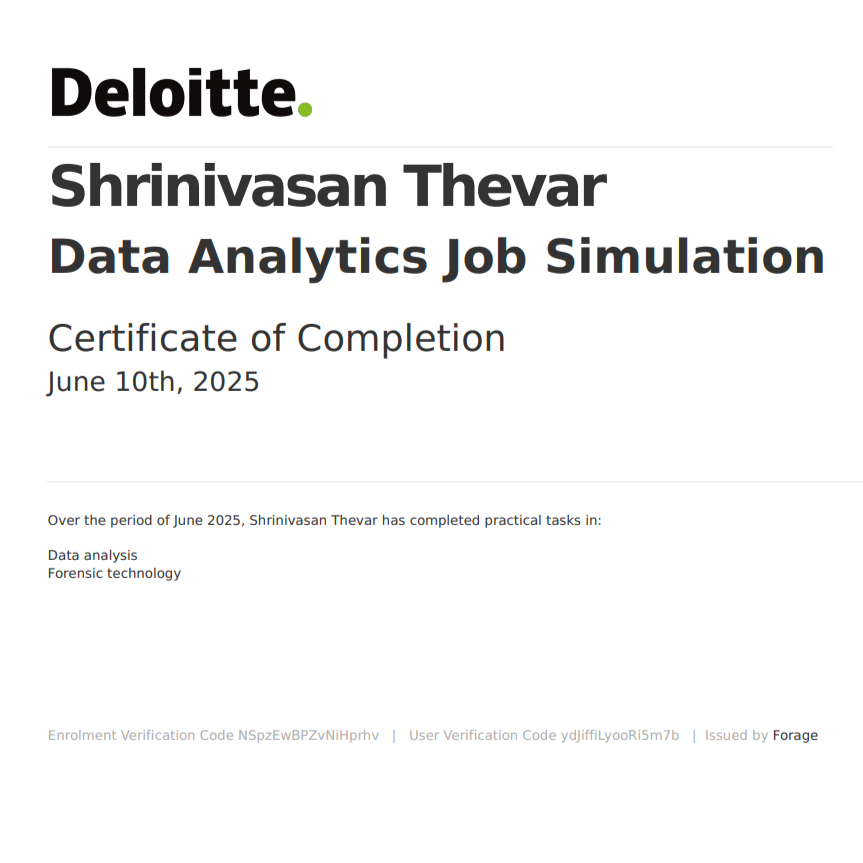 Deloitte.
Shrinivasan Thevar
Data Analytics Job Simulation
Certificate of Completion
June 10th, 2025
Over the period of June 2025, Shrinivasan Thevar has completed practical tasks in:
Data analysis
Forensic technology
Enrolment Verification Code NSpzEwBPZvNiHprhv | User Verification Code ydJiffiLyooRi5m7b | Issued by Forage